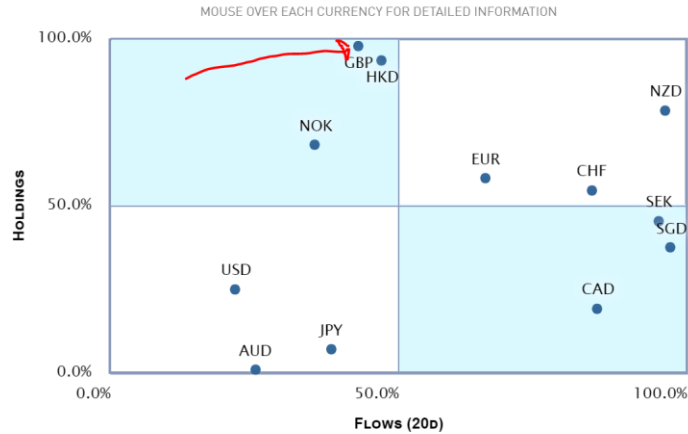 MOUSE OVER EACH CURRENCY FOR DETAILED INFORMATION
100.0%
GBP
HKD
NZD
NOK
EUR
CHF
HOLDINGS
50.0%
SEK
SGD
USD
CAD
JPY
AUD
0.0%
0.0%
50.0%
100.0%
FLOWS (20D)